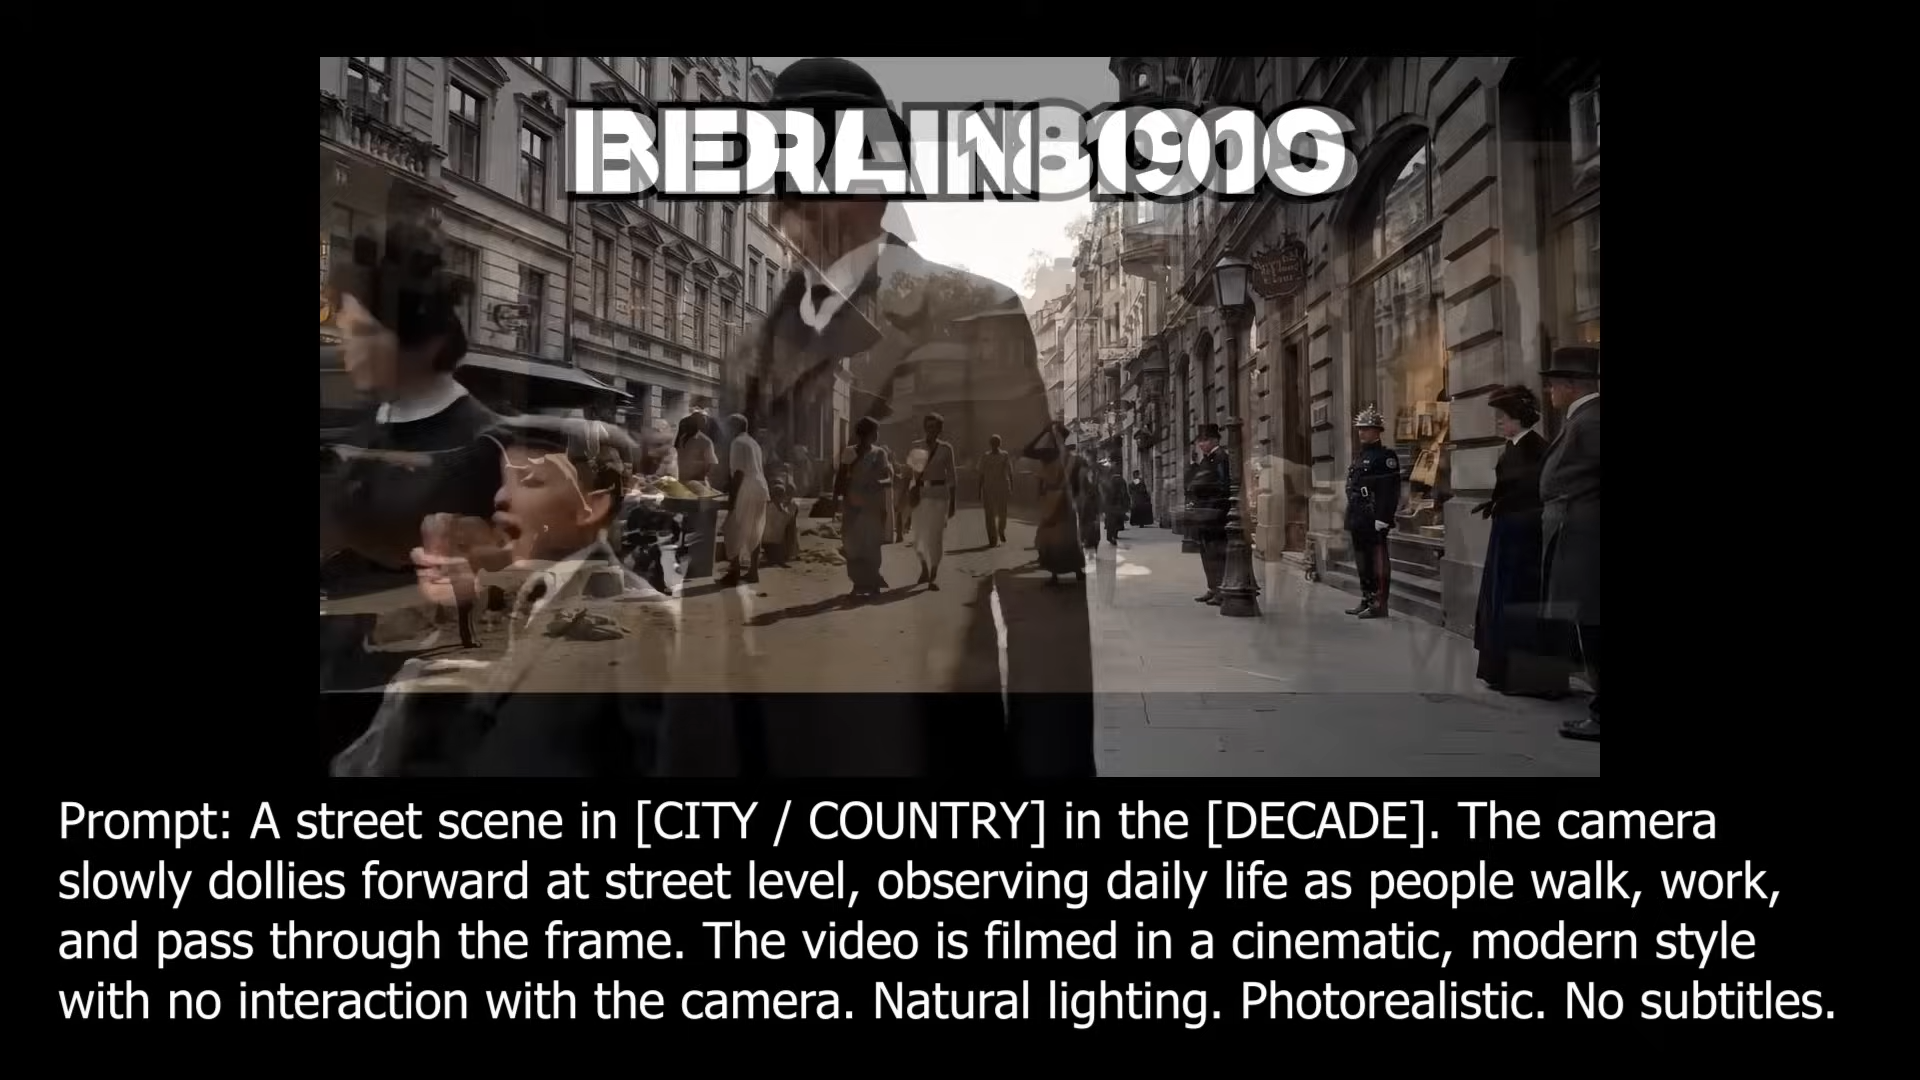 Prompt: A street scene in [CITY / COUNTRY] in the [DECADE]. The camera
slowly dollies forward at street level, observing daily life as people walk, work,
and pass through the frame. The video is filmed in a cinematic, modern style
with no interaction with the camera. Natural lighting. Photorealistic. No subtitles.